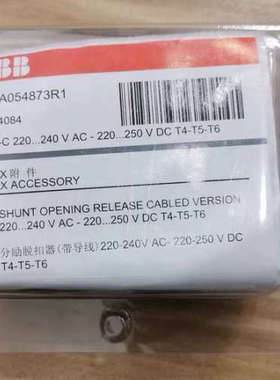 BB
A054873R1
4084
-C 220...240 V AC - 220...250 V DC T4-T5-T6
X附 件
X ACCESSORY
SHUNT OPENING RELEASE CABLED VERSION
220...240 V AC - 220...250 V DC T4-T5-T6
分励脱扣器(带导线) 220-240V AC- 220-250 V DC
T4-T5-T6